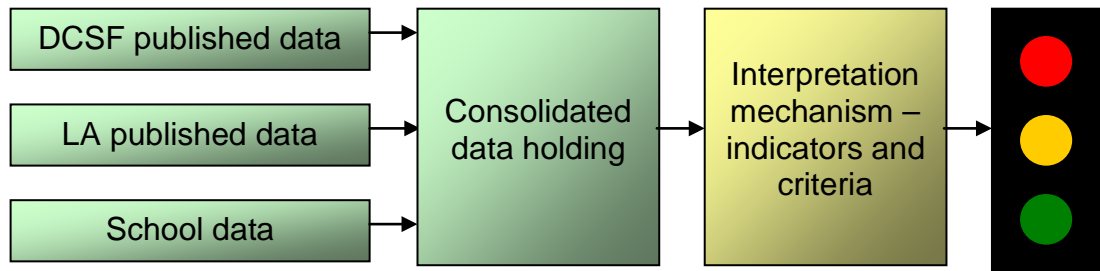 DCSF published data
LA published data
School data
Consolidated
data holding
Interpretation
mechanism –
indicators and
criteria